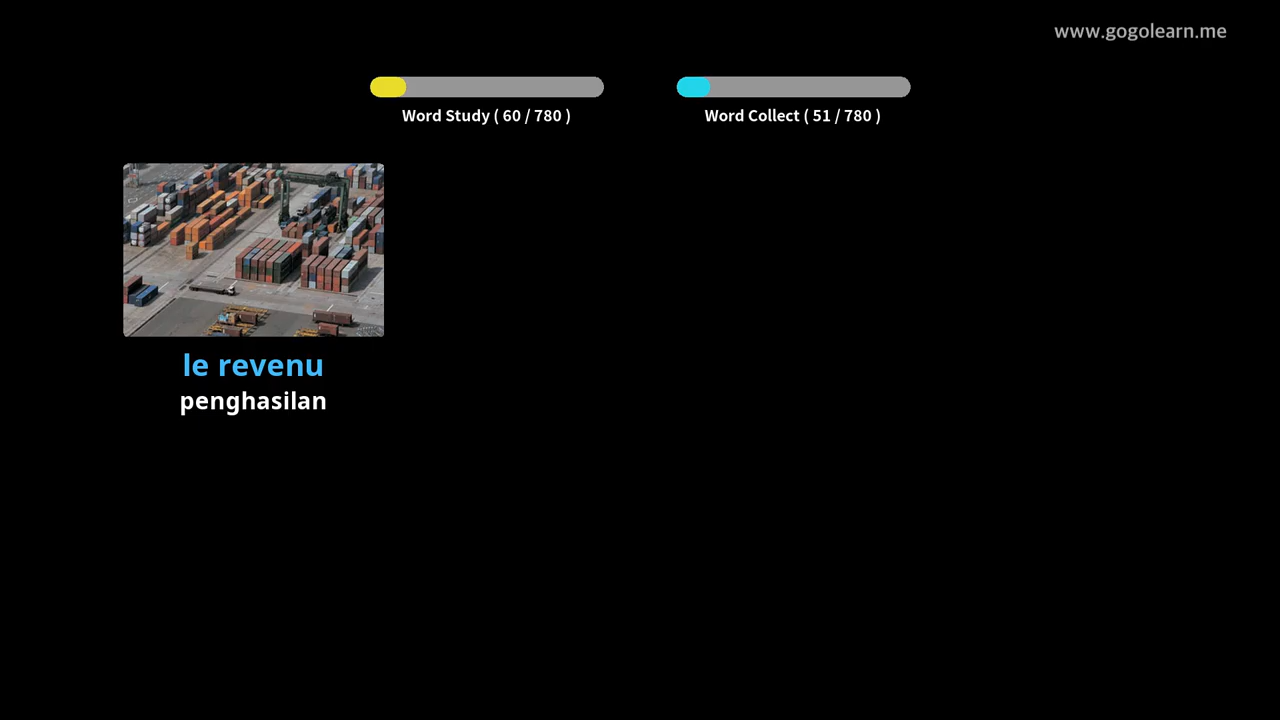 www.gogolearn.me
Word Study ( 60 / 780 )
Word Collect ( 51 / 780 )
le revenu
penghasilan